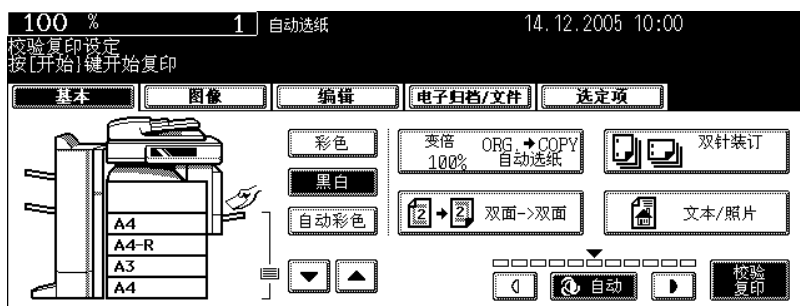 100 % 1 自动选纸 14.12.2005 10:00
校验复印设定
按[开始]键开始复印
基本 图像 编辑 电子归档/文件 选定项
彩色
黑白
自动彩色
变倍 ORG.→COPY
100% 自动选纸
双针装订
2→2 双面->双面
文本/照片
A4
A4-R
A3
A4
自动
校验
复印